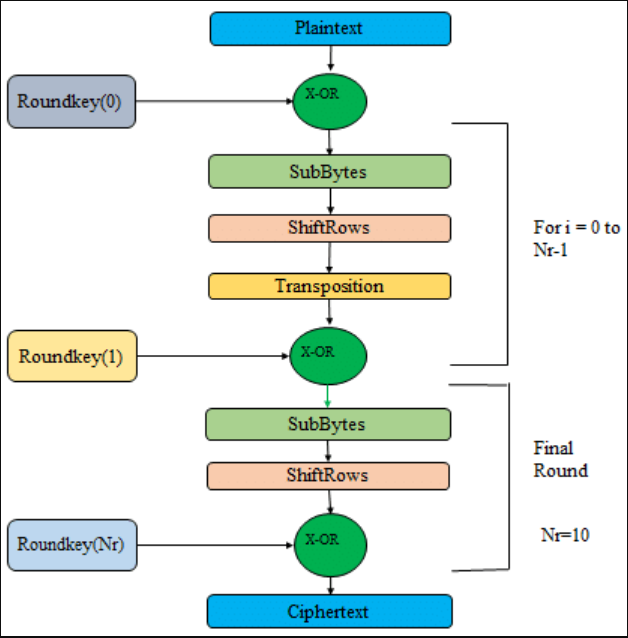 Plaintext
Roundkey(0)
X-OR
SubBytes
ShiftRows
For i = 0 to
Nr-1
Transposition
Roundkey(1)
X-OR
SubBytes
Final
Round
ShiftRows
Roundkey(Nr)
X-OR
Nr=10
Ciphertext